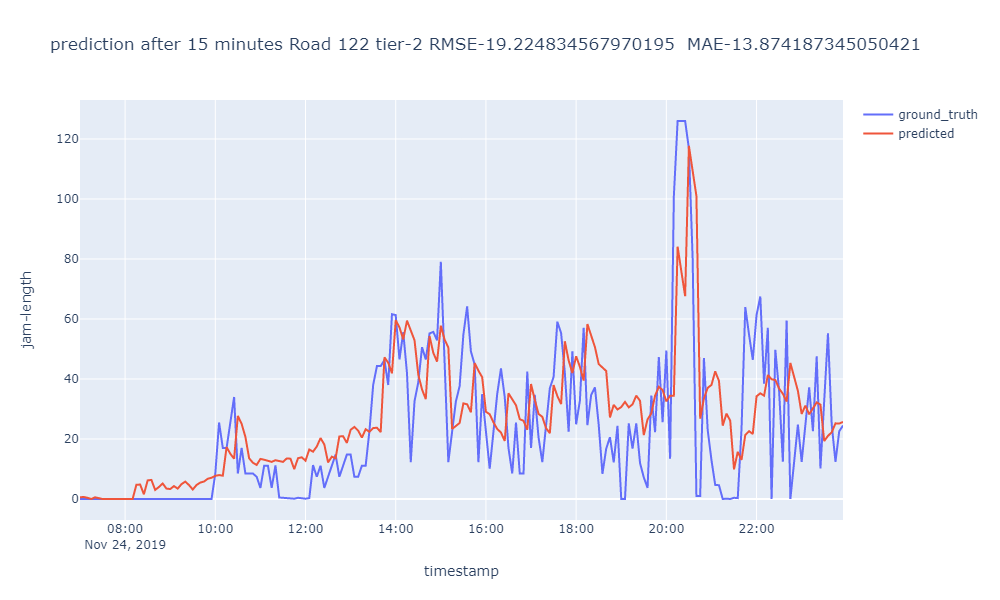 prediction after 15 minutes Road 122 tier-2 RMSE-19.224834567970195 MAE-13.874187345050421
ground_truth
predicted
120
100
80
60
40
20
0
jam-length
08:00 10:00 12:00 14:00 16:00 18:00 20:00 22:00
Nov 24, 2019
timestamp